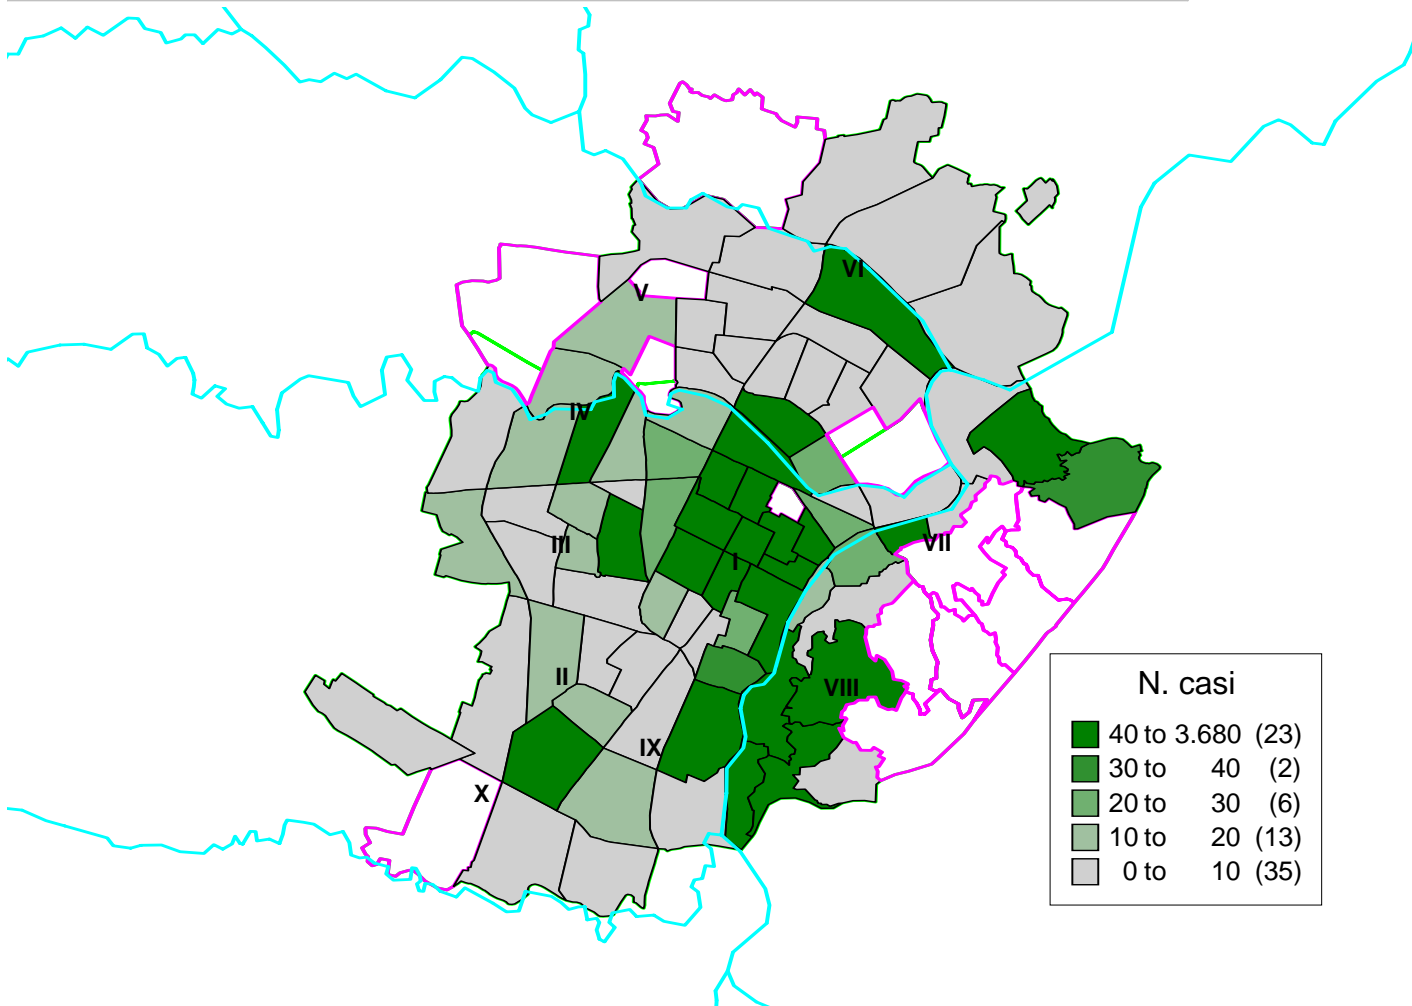 VI
V
IV
III
VII
I
II
VIII
IX
X
N. casi
40 to 3.680 (23)
30 to 40 (2)
20 to 30 (6)
10 to 20 (13)
0 to 10 (35)